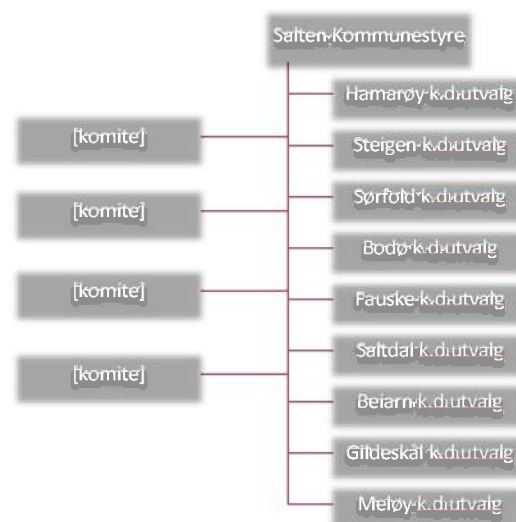 Salten Kommunestyre
Hamarøy k.d.utvalg
[komite]
Steigen k.d.utvalg
Sørfold k.d.utvalg
[komite]
Bodø k.d.utvalg
[komite]
Fauske k.d.utvalg
Saltdal k.d.utvalg
[komite]
Beiarn k.d.utvalg
Gildeskål k.d.utvalg
Meløy k.d.utvalg